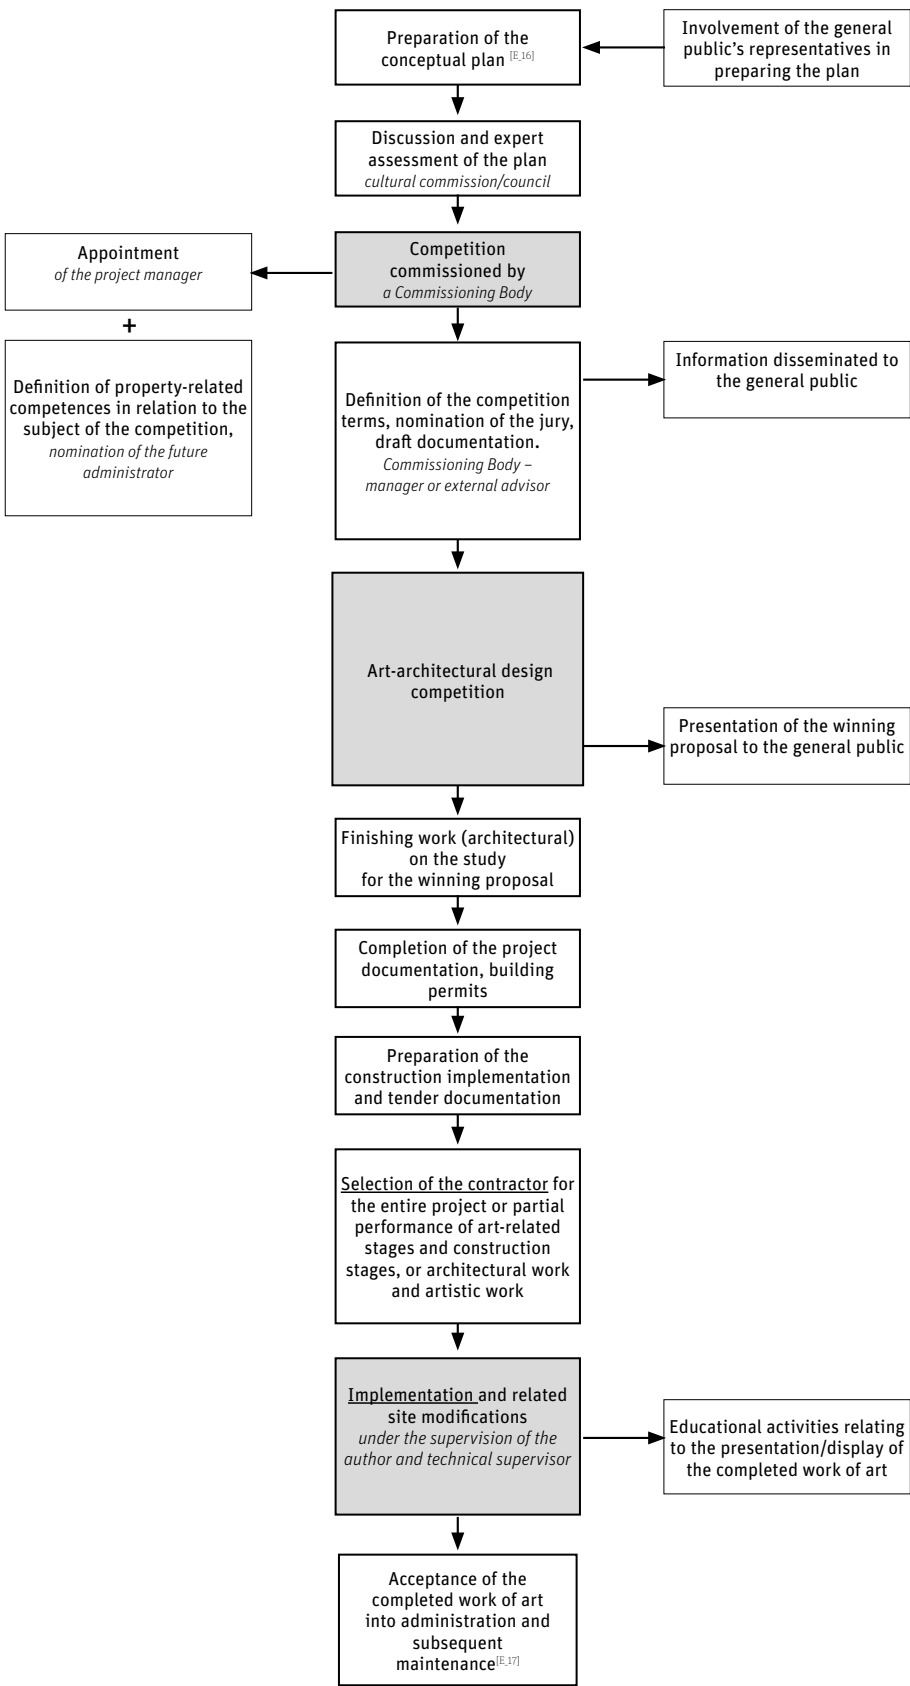 Preparation of the
conceptual plan [E_16]
Involvement of the general
public's representatives in
preparing the plan
Discussion and expert
assessment of the plan
cultural commission/council
Appointment
of the project manager
+
Definition of property-related
competences in relation to the
subject of the competition,
nomination of the future
administrator
Competition
commissioned by
a Commissioning Body
Definition of the competition
terms, nomination of the jury,
draft documentation.
Commissioning Body –
manager or external advisor
Information disseminated to
the general public
Art-architectural design
competition
Presentation of the winning
proposal to the general public
Finishing work (architectural)
on the study
for the winning proposal
Completion of the project
documentation, building
permits
Preparation of the
construction implementation
and tender documentation
Selection of the contractor for
the entire project or partial
performance of art-related
stages and construction
stages, or architectural work
and artistic work
Implementation and related
site modifications
under the supervision of the
author and technical supervisor
Educational activities relating
to the presentation/display of
the completed work of art
Acceptance of the
completed work of art
into administration and
subsequent
maintenance[E_17]